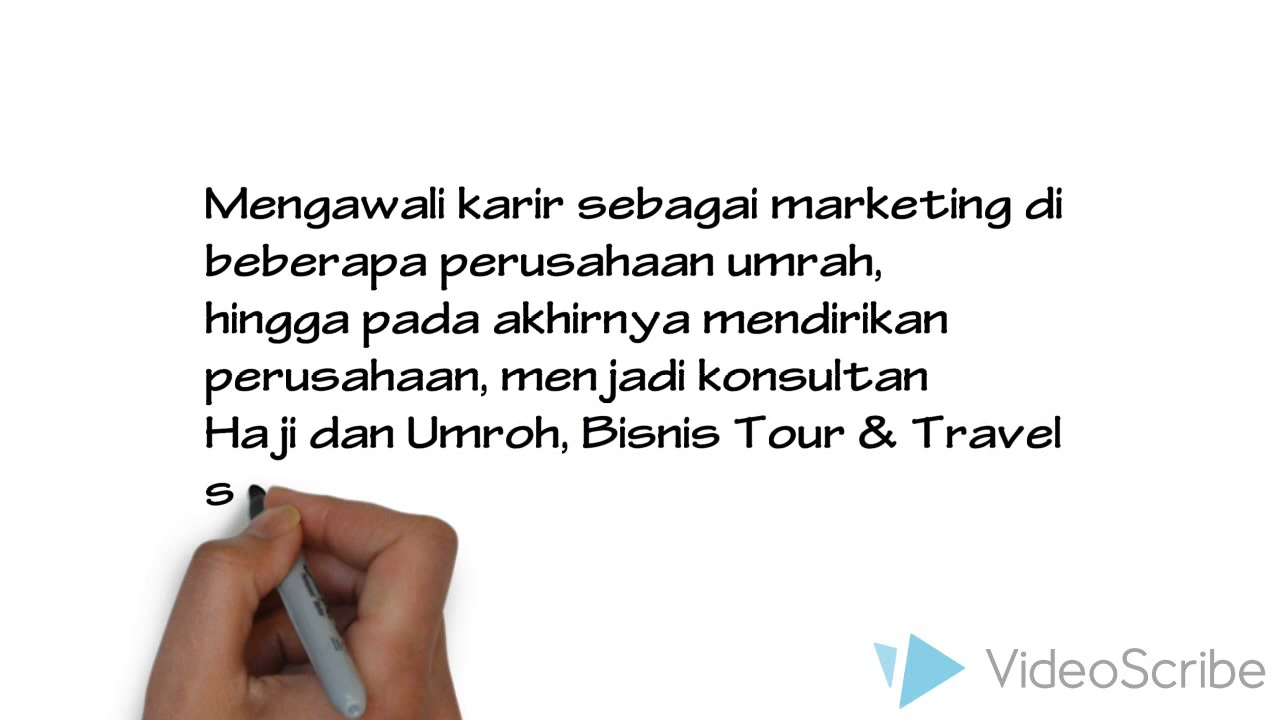 Mengawali karir sebagai marketing di
beberapa perusahaan umrah,
hingga pada akhirnya mendirikan
perusahaan, menjadi konsultan
Haji dan Umroh, Bisnis Tour & Travel
s
VideoScribe